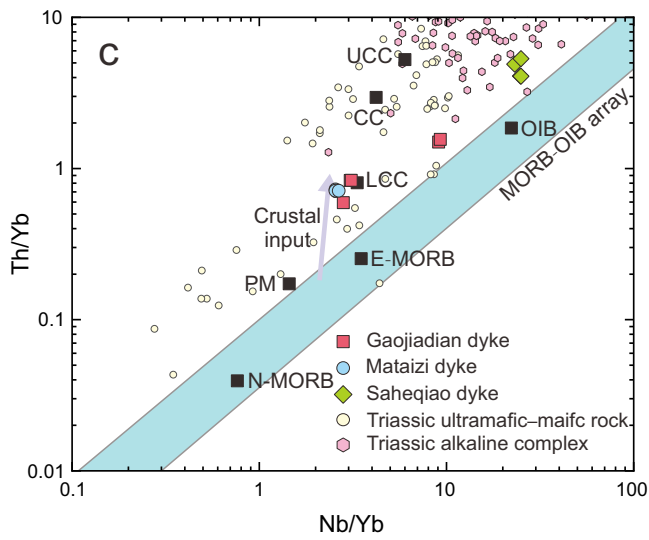 C
10
1
0.1
0.01
Th/Yb
UCC
CC
OIB
MORB-OIB array
LCC
Crustal
input
E-MORB
PM
N-MORB
Gaojiadian dyke
Mataizi dyke
Saheqiao dyke
Triassic ultramafic–maifc rock
Triassic alkaline complex
0.1
1
10
100
Nb/Yb